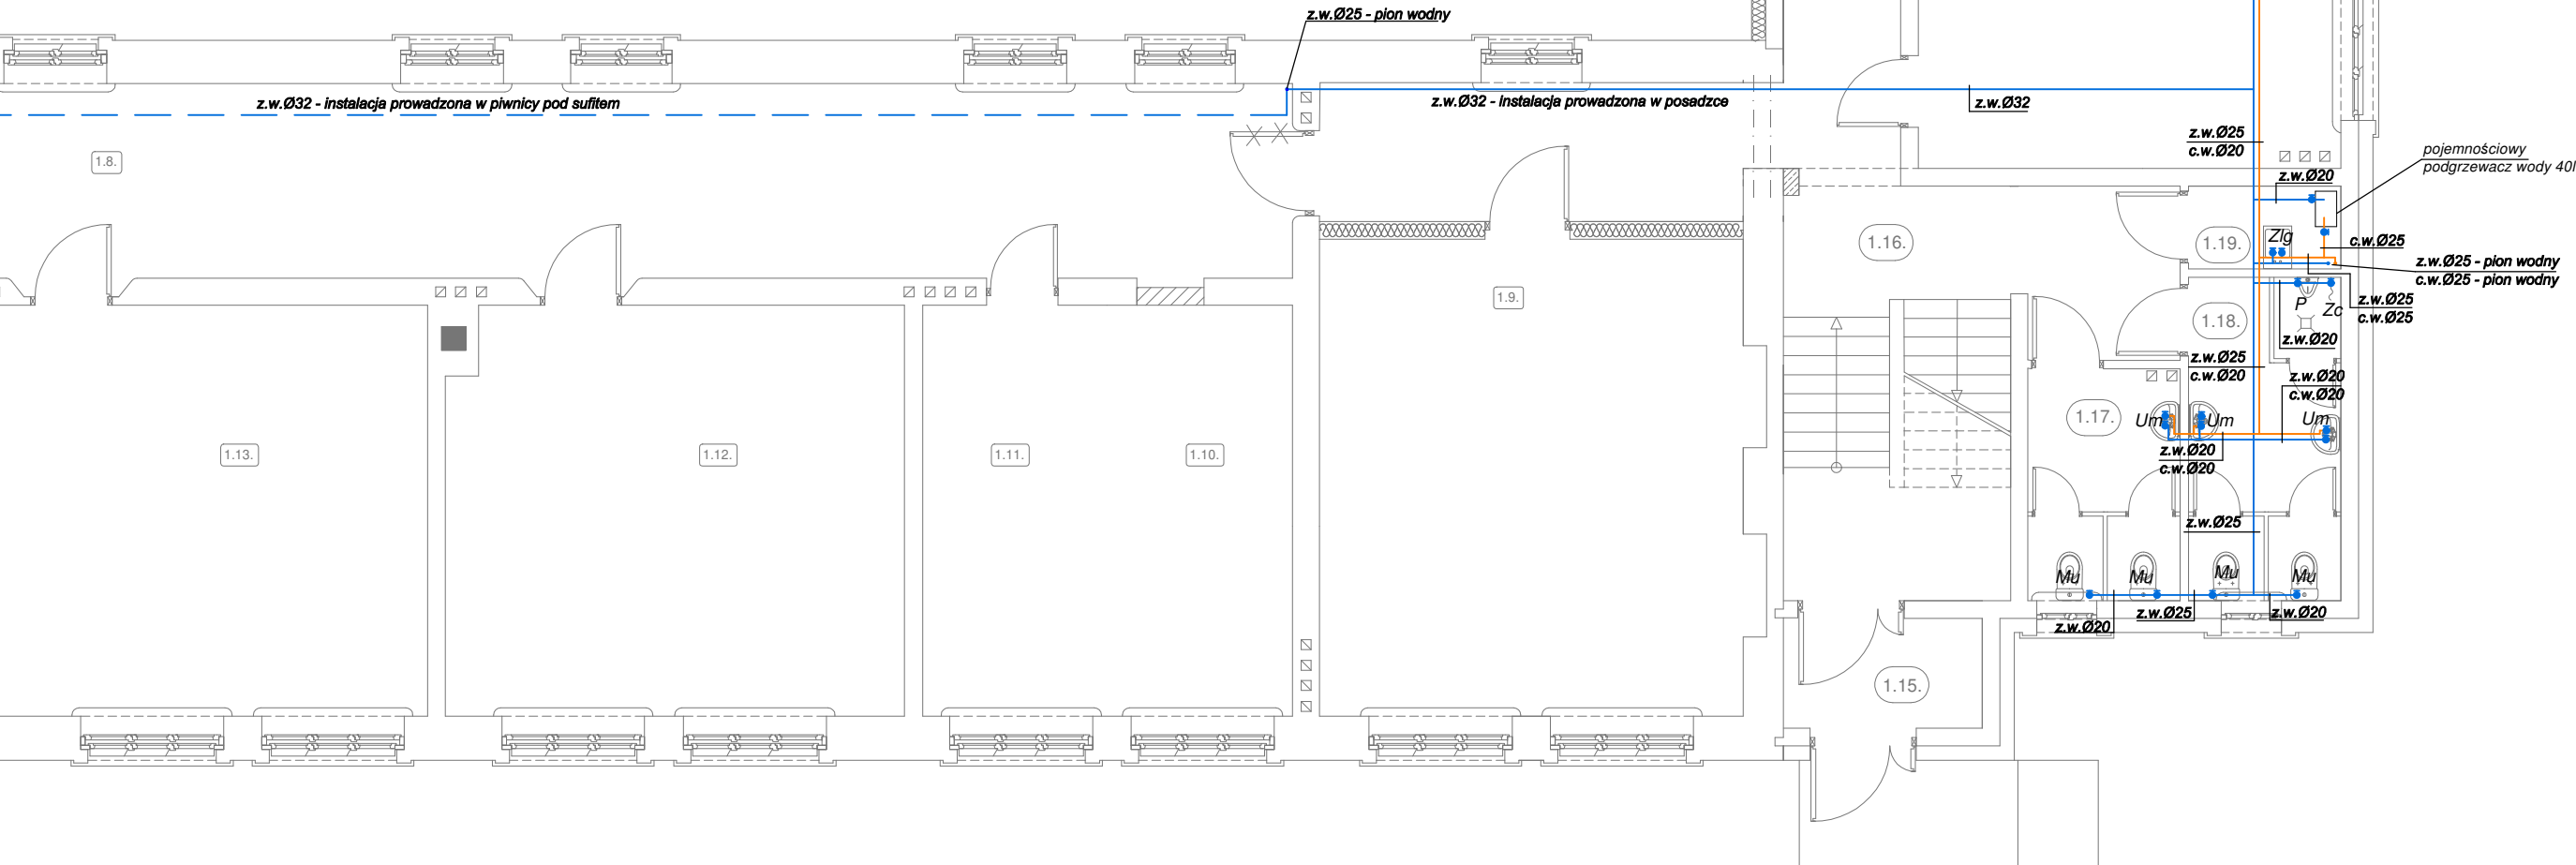 z.w.Ø25 - pion wodny
z.w.Ø32 - instalacja prowadzona w piwnicy pod sufitem
z.w.Ø32 - instalacja prowadzona w posadzce
z.w.Ø32
z.w.Ø25
c.w.Ø20
pojemnościowy
podgrzewacz wody 40l
z.w.Ø20
1.8.
1.16.
1.19.
Zlg
c.w.Ø25
z.w.Ø25 - pion wodny
c.w.Ø25 - pion wodny
1.9.
P
Zc
z.w.Ø25
c.w.Ø25
1.18.
z.w.Ø20
z.w.Ø25
c.w.Ø20
z.w.Ø20
c.w.Ø20
1.17.
Um
Um
Um
1.13.
1.12.
1.11.
1.10.
z.w.Ø20
c.w.Ø20
z.w.Ø25
Mu
Mu
Mu
Mu
z.w.Ø20
z.w.Ø25
z.w.Ø20
1.15.